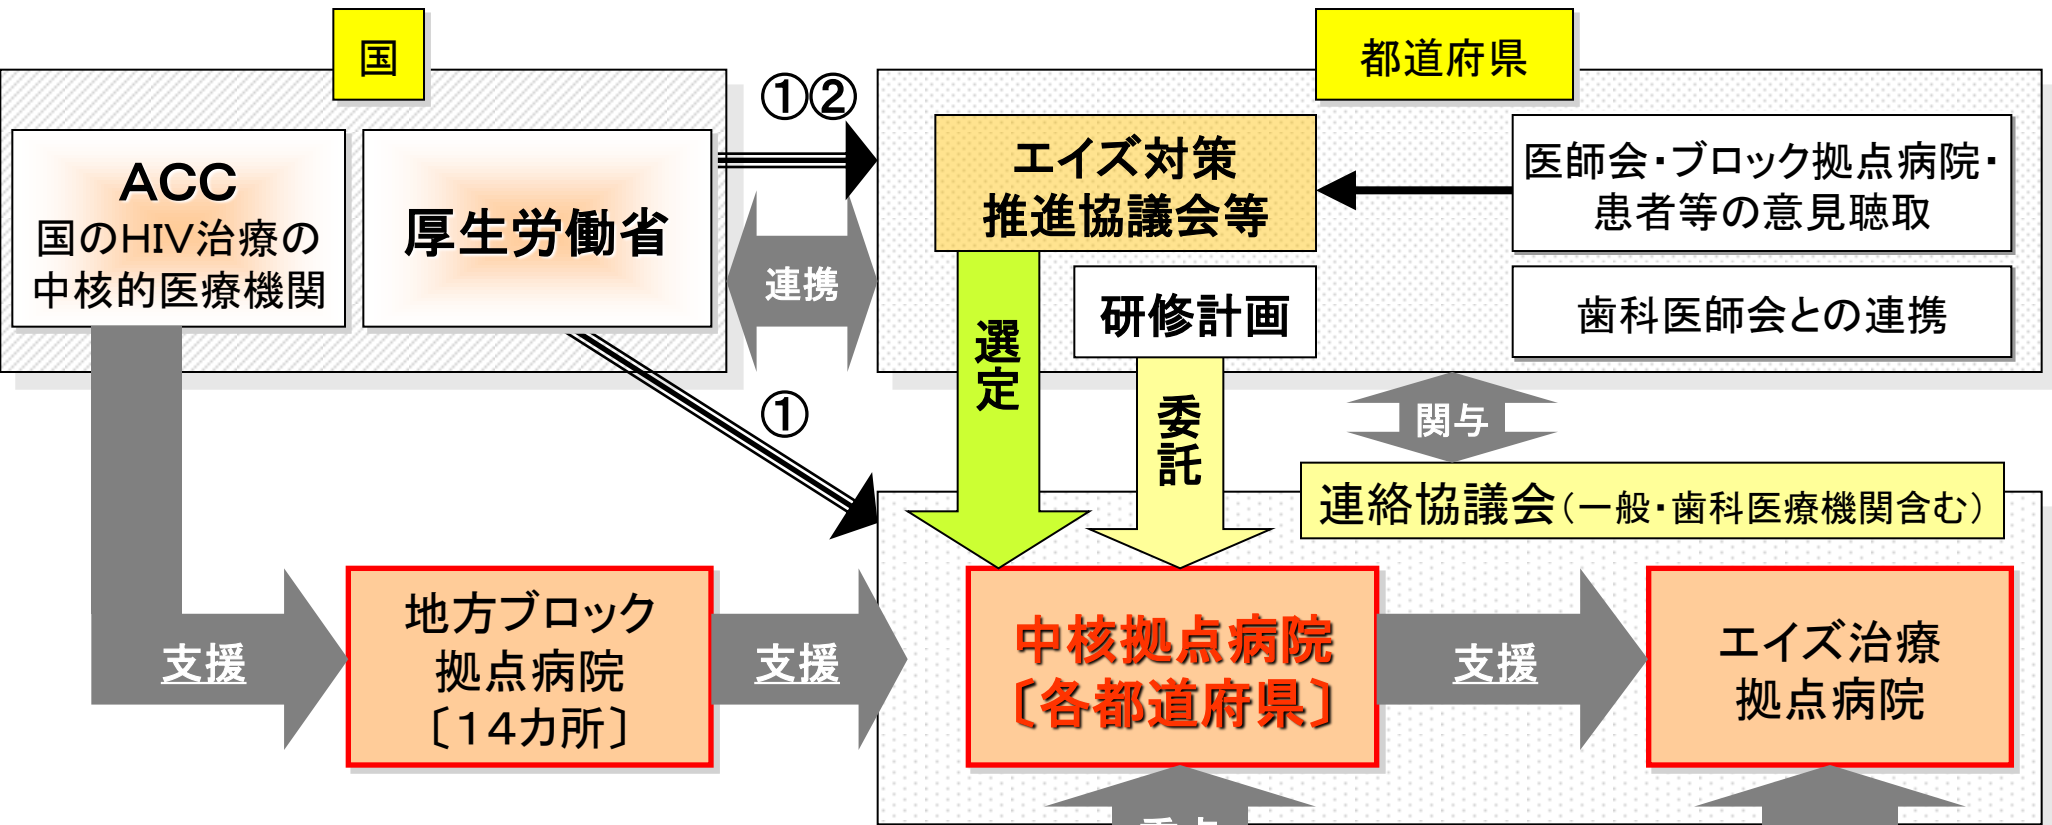 国
都道府県
①②
ACC
国のHIV治療の
中核的医療機関
厚生労働省
連携
エイズ対策
推進協議会等
医師会・ブロック拠点病院・
患者等の意見聴取
研修計画
歯科医師会との連携
選定
委託
関与
①
連絡協議会（一般・歯科医療機関含む）
支援
地方ブロック
拠点病院
〔１４カ所〕
支援
中核拠点病院
〔各都道府県〕
支援
エイズ治療
拠点病院